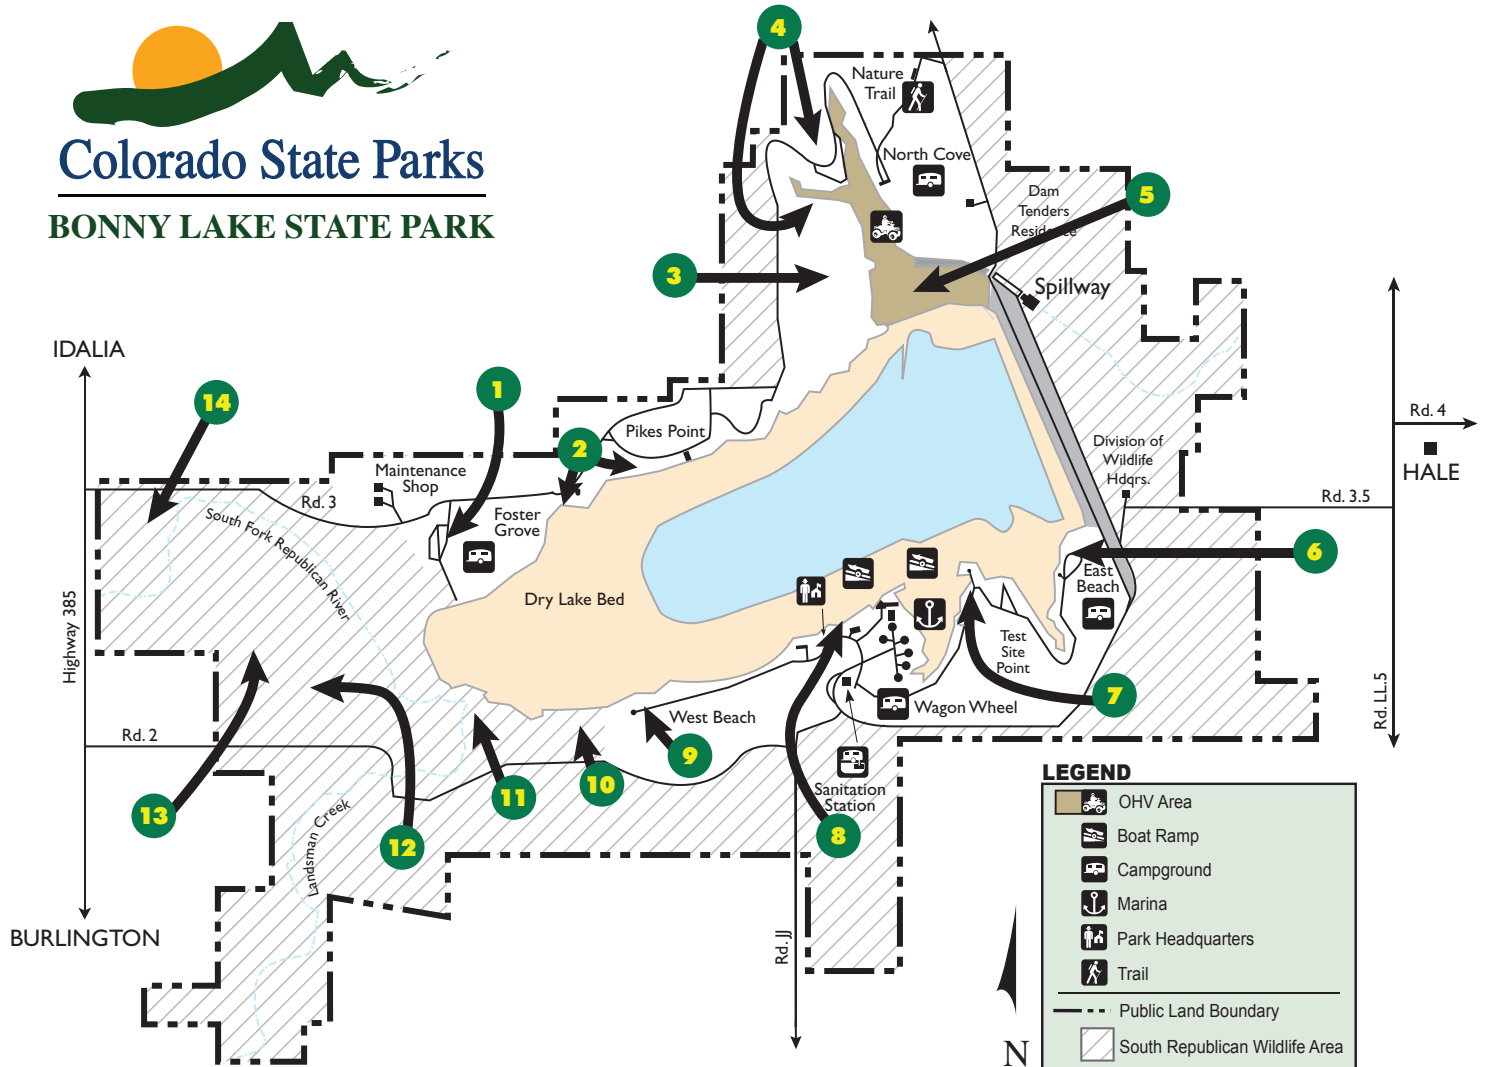 Colorado State Parks
BONNY LAKE STATE PARK
4
Nature
Trail
North Cove
5
Dam
Tenders
Residence
3
Spillway
IDALIA
14
1
2
Pikes Point
Maintenance
Shop
Rd. 3
Foster
Grove
South Fork Republican River
Rd. 4
HALE
Division of
Wildlife
Hdqrs.
Rd. 3.5
6
East
Beach
Dry Lake Bed
Highway 385
Test
Site
Point
7
Rd. LL.5
Wagon Wheel
West Beach
9
Rd. 2
10
11
Sanitation
Station
8
13
12
Landsman Creek
BURLINGTON
Rd. JJ
N
LEGEND
OHV Area
Boat Ramp
Campground
Marina
Park Headquarters
Trail
Public Land Boundary
South Republican Wildlife Area